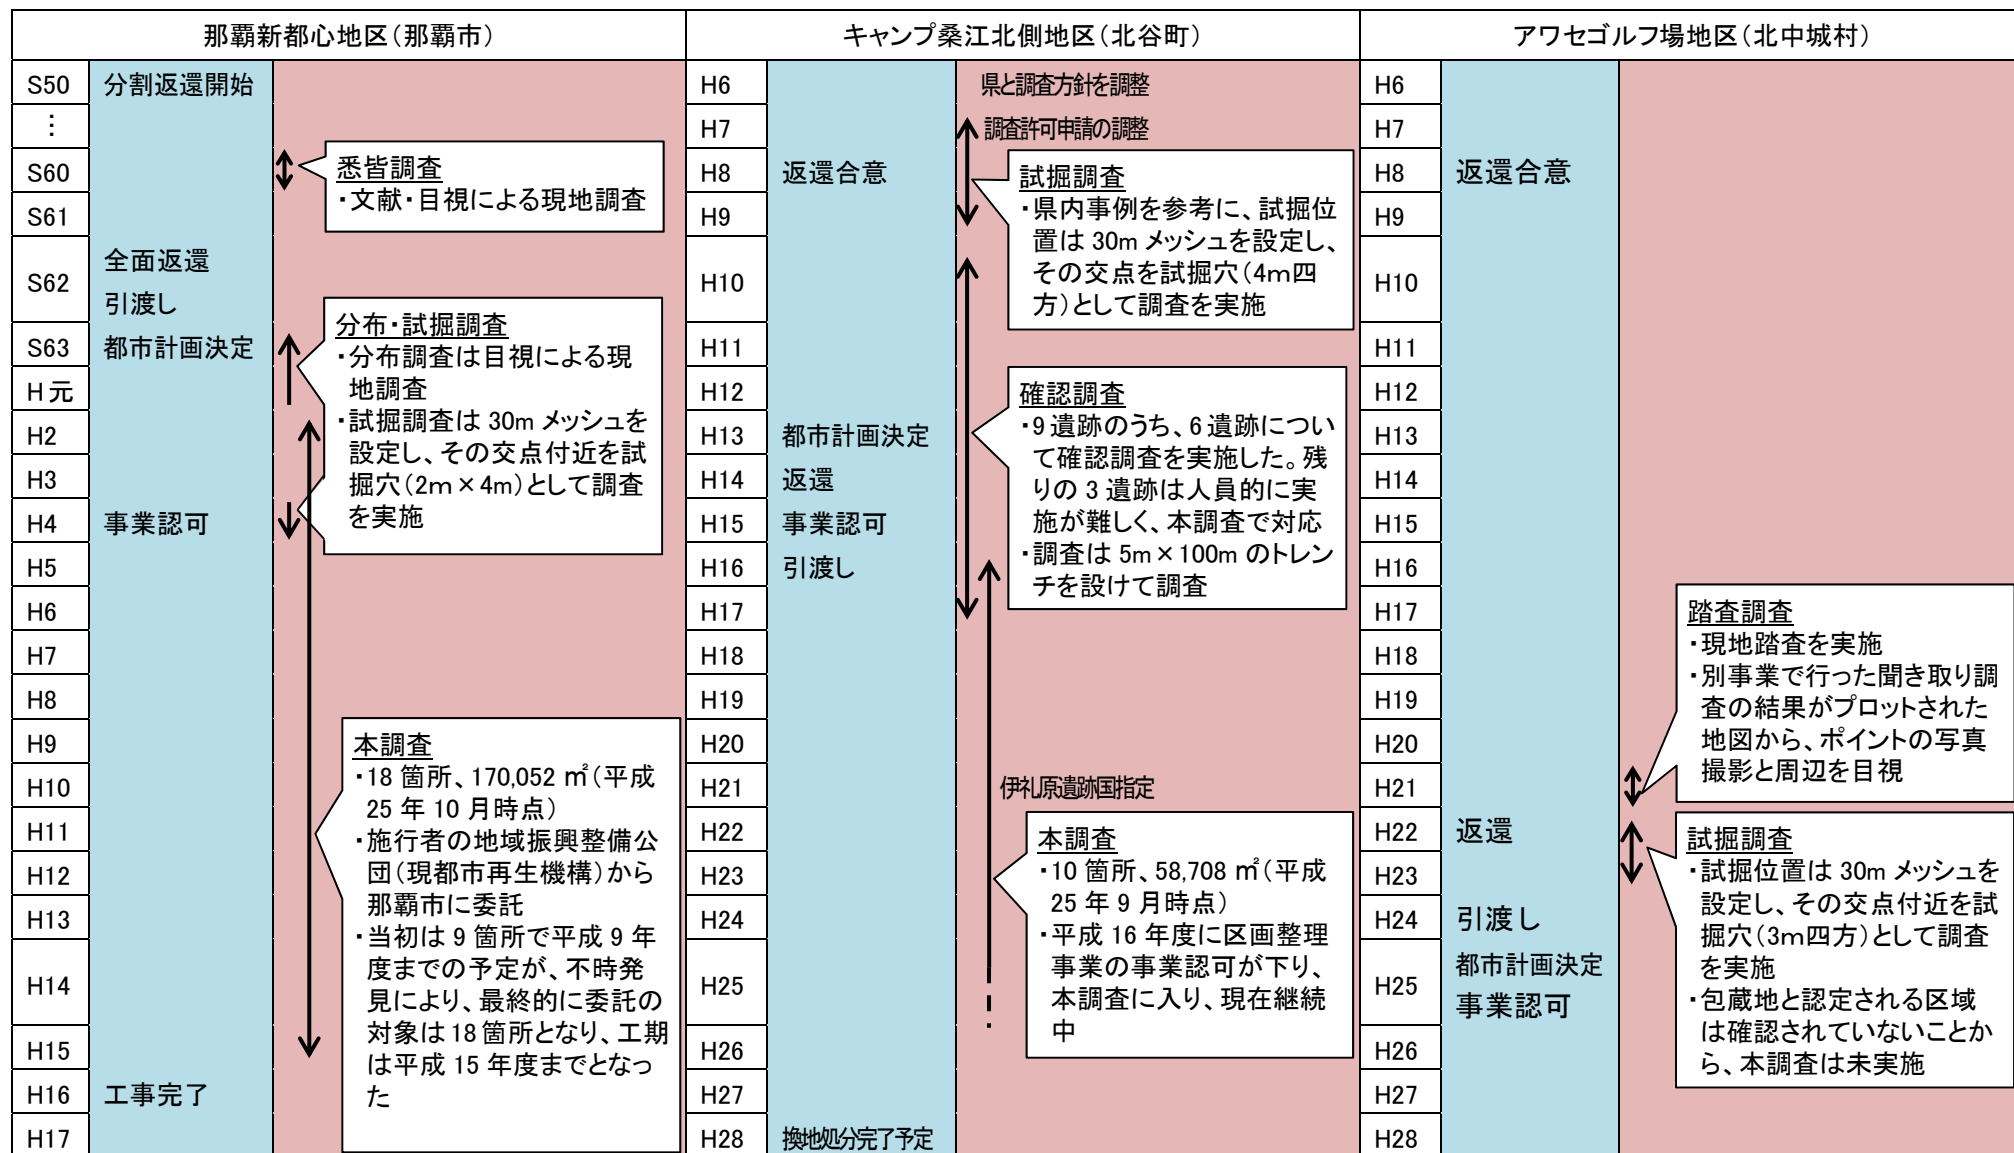 那覇新都心地区(那覇市)
S50 分割返還開始
⋮
S60
S61
S62 全面返還
引渡し
S63 都市計画決定
H元
H2
H3
H4 事業認可
H5
H6
H7
H8
H9
H10
H11
H12
H13
H14
H15
H16 工事完了
H17
悉皆調査
・文献・目視による現地調査
分布・試掘調査
・分布調査は目視による現
地調査
・試掘調査は 30m メッシュを
設定し、その交点付近を試
掘穴(2m×4m)として調査
を実施
本調査
・18 箇所、170,052 ㎡(平成
25 年 10 月時点)
・施行者の地域振興整備公
団(現都市再生機構)から
那覇市に委託
・当初は 9 箇所で平成 9 年
度までの予定が、不時発
見により、最終的に委託の
対象は 18 箇所となり、工期
は平成 15 年度までとなっ
た
キャンプ桑江北側地区(北谷町)
H6 県と調査方針を調整
H7 調査許可申請の調整
H8 返還合意
H9
H10
H11
H12
H13 都市計画決定
H14 返還
H15 事業認可
H16 引渡し
H17
H18
H19
H20
H21 伊礼原遺跡国指定
H22
H23
H24
H25
H26
H27
H28 換地処分完了予定
試掘調査
・県内事例を参考に、試掘位
置は 30m メッシュを設定し、
その交点を試掘穴(4m四
方)として調査を実施
確認調査
・9 遺跡のうち、6 遺跡につい
て確認調査を実施した。残
りの 3 遺跡は人員的に実
施が難しく、本調査で対応
・調査は 5m×100m のトレン
チを設けて調査
本調査
・10 箇所、58,708 ㎡(平成
25 年 9 月時点)
・平成 16 年度に区画整理
事業の事業認可が下り、
本調査に入り、現在継続
中
アワセゴルフ場地区(北中城村)
H6
H7
H8 返還合意
H9
H10
H11
H12
H13
H14
H15
H16
H17
H18
H19
H20
H21
H22 返還
H23
H24 引渡し
H25 都市計画決定
事業認可
H26
H27
H28
踏査調査
・現地踏査を実施
・別事業で行った聞き取り調
査の結果がプロットされた
地図から、ポイントの写真
撮影と周辺を目視
試掘調査
・試掘位置は 30m メッシュを
設定し、その交点付近を試
掘穴(3m四方)として調査
を実施
・包蔵地と認定される区域
は確認されていないことか
ら、本調査は未実施